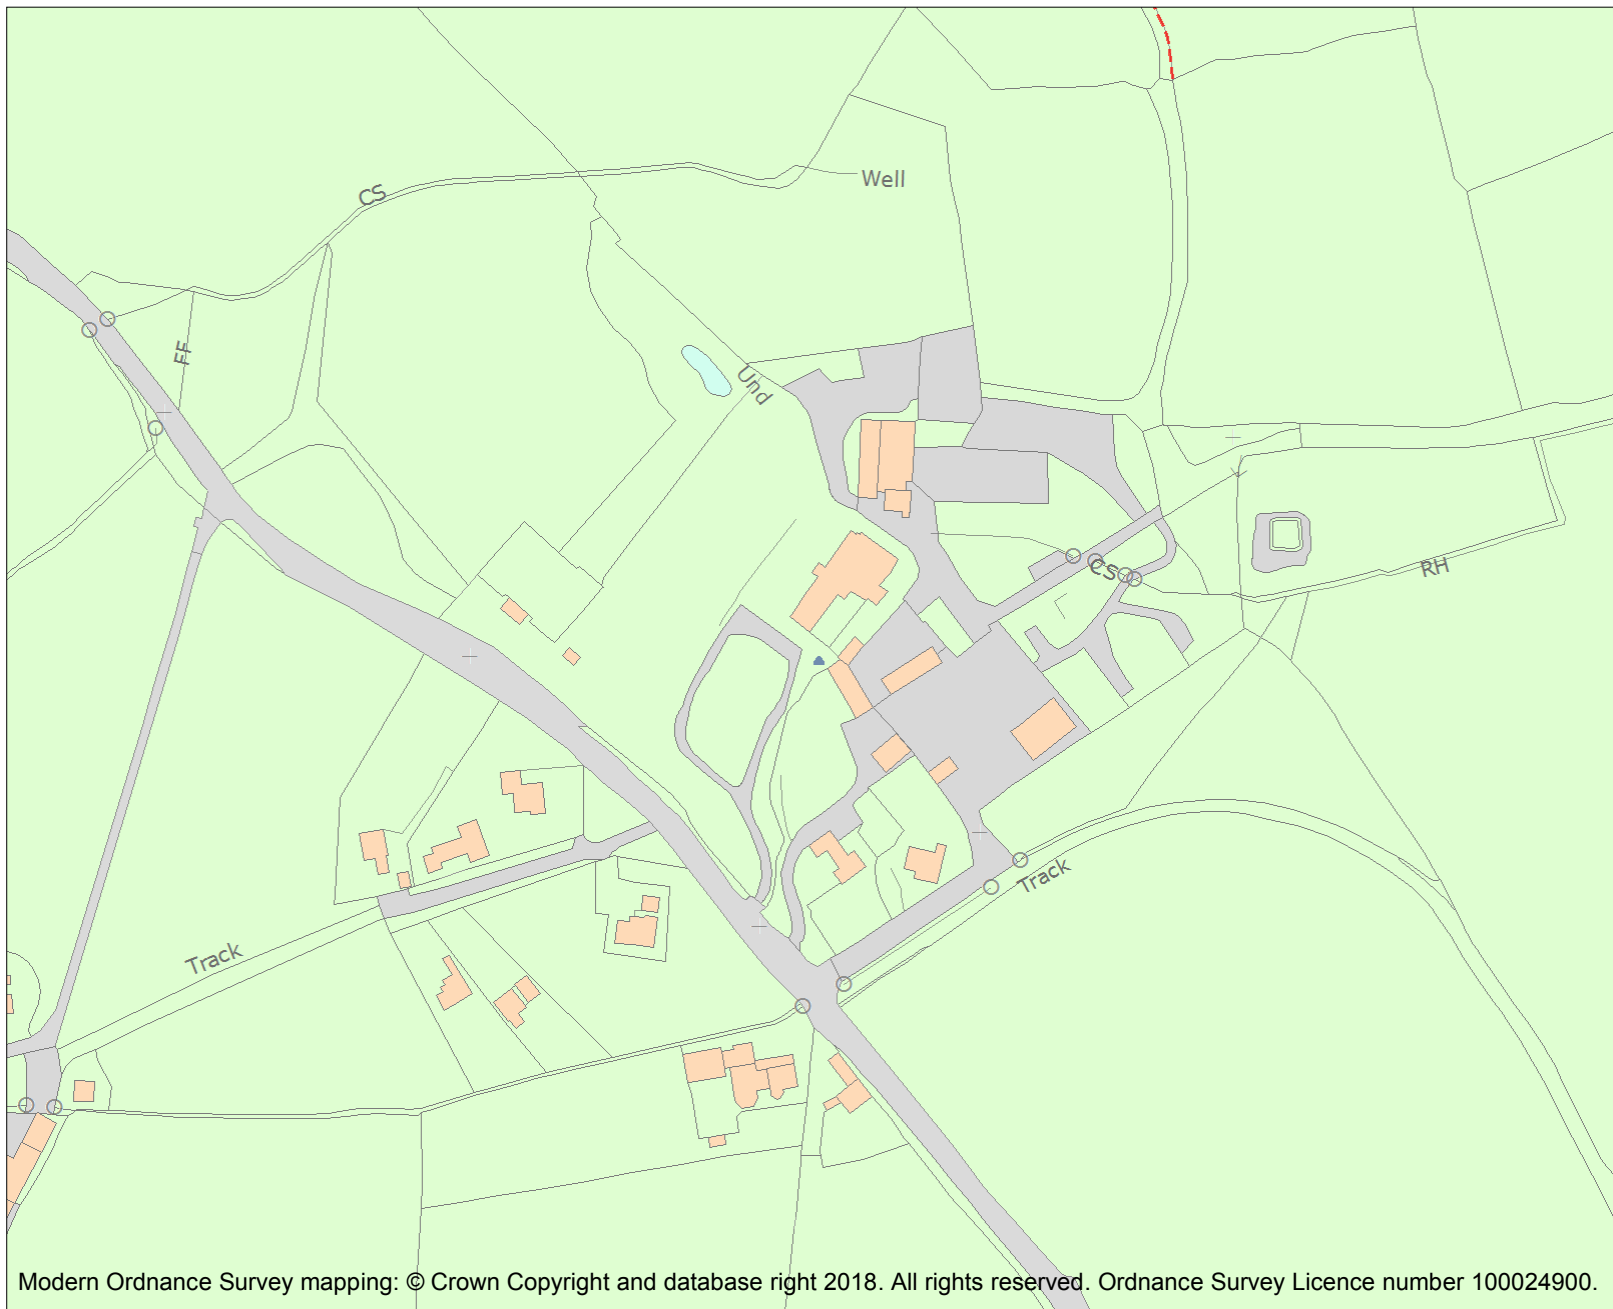 Well
CS
FF
Und
CS
RH
Track
Track
Modern Ordnance Survey mapping: © Crown Copyright and database right 2018. All rights reserved. Ordnance Survey Licence number 100024900.